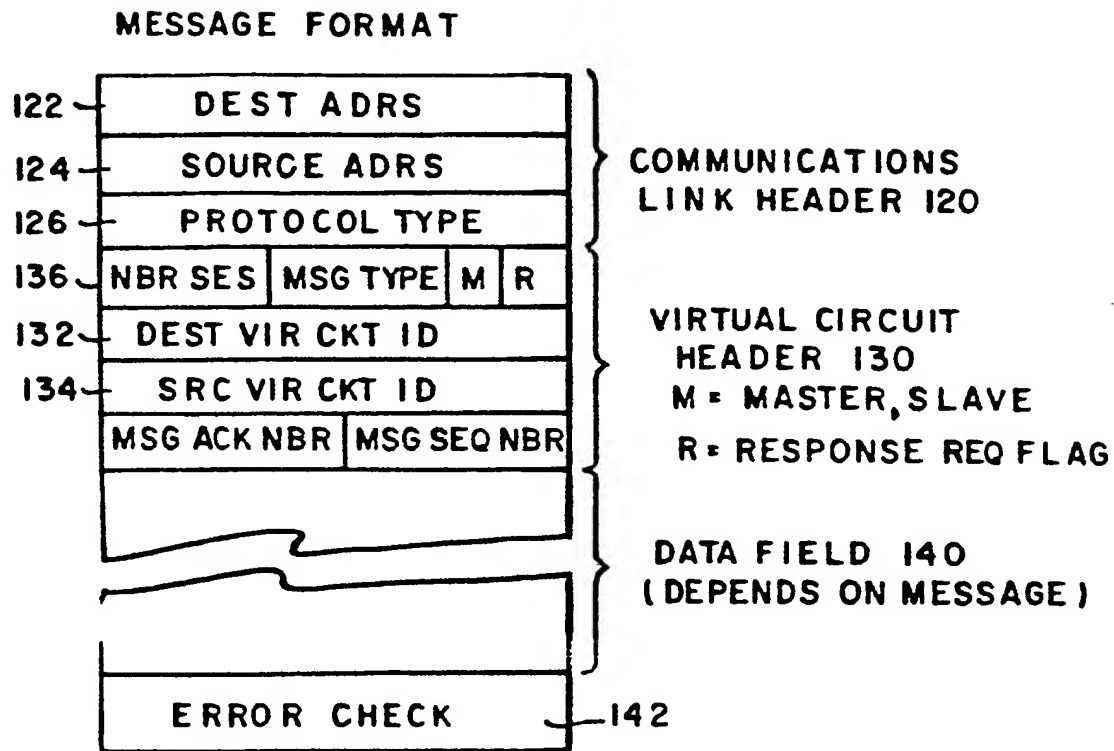 MESSAGE FORMAT
122 DEST ADRS
124 SOURCE ADRS
126 PROTOCOL TYPE
COMMUNICATIONS
LINK HEADER 120
136 NBR SES MSG TYPE M R
132 DEST VIR CKT ID
134 SRC VIR CKT ID
MSG ACK NBR MSG SEQ NBR
VIRTUAL CIRCUIT
HEADER 130
M = MASTER, SLAVE
R = RESPONSE REQ FLAG
DATA FIELD 140
(DEPENDS ON MESSAGE)
ERROR CHECK 142